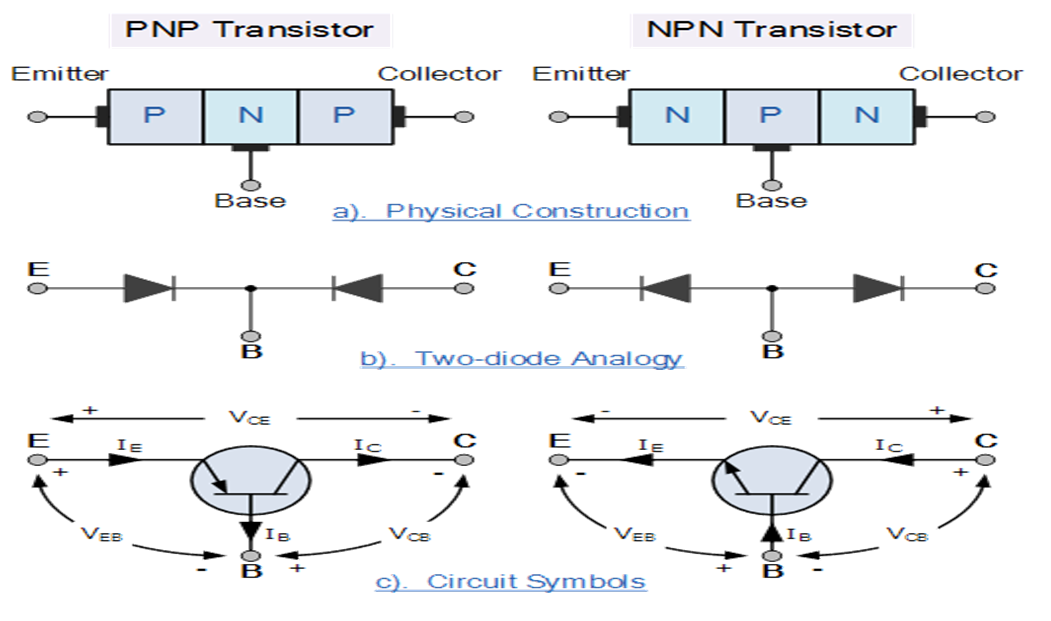 PNP Transistor NPN Transistor
Emitter Collector Emitter Collector
P N P N P N
Base Base
a). Physical Construction
E C E C
B B
b). Two-diode Analogy
+ VCE - - VCE +
E IE IC C E IE IC C
+ - - +
VEB IB VCB VEB IB VCB
- B + + B -
c). Circuit Symbols